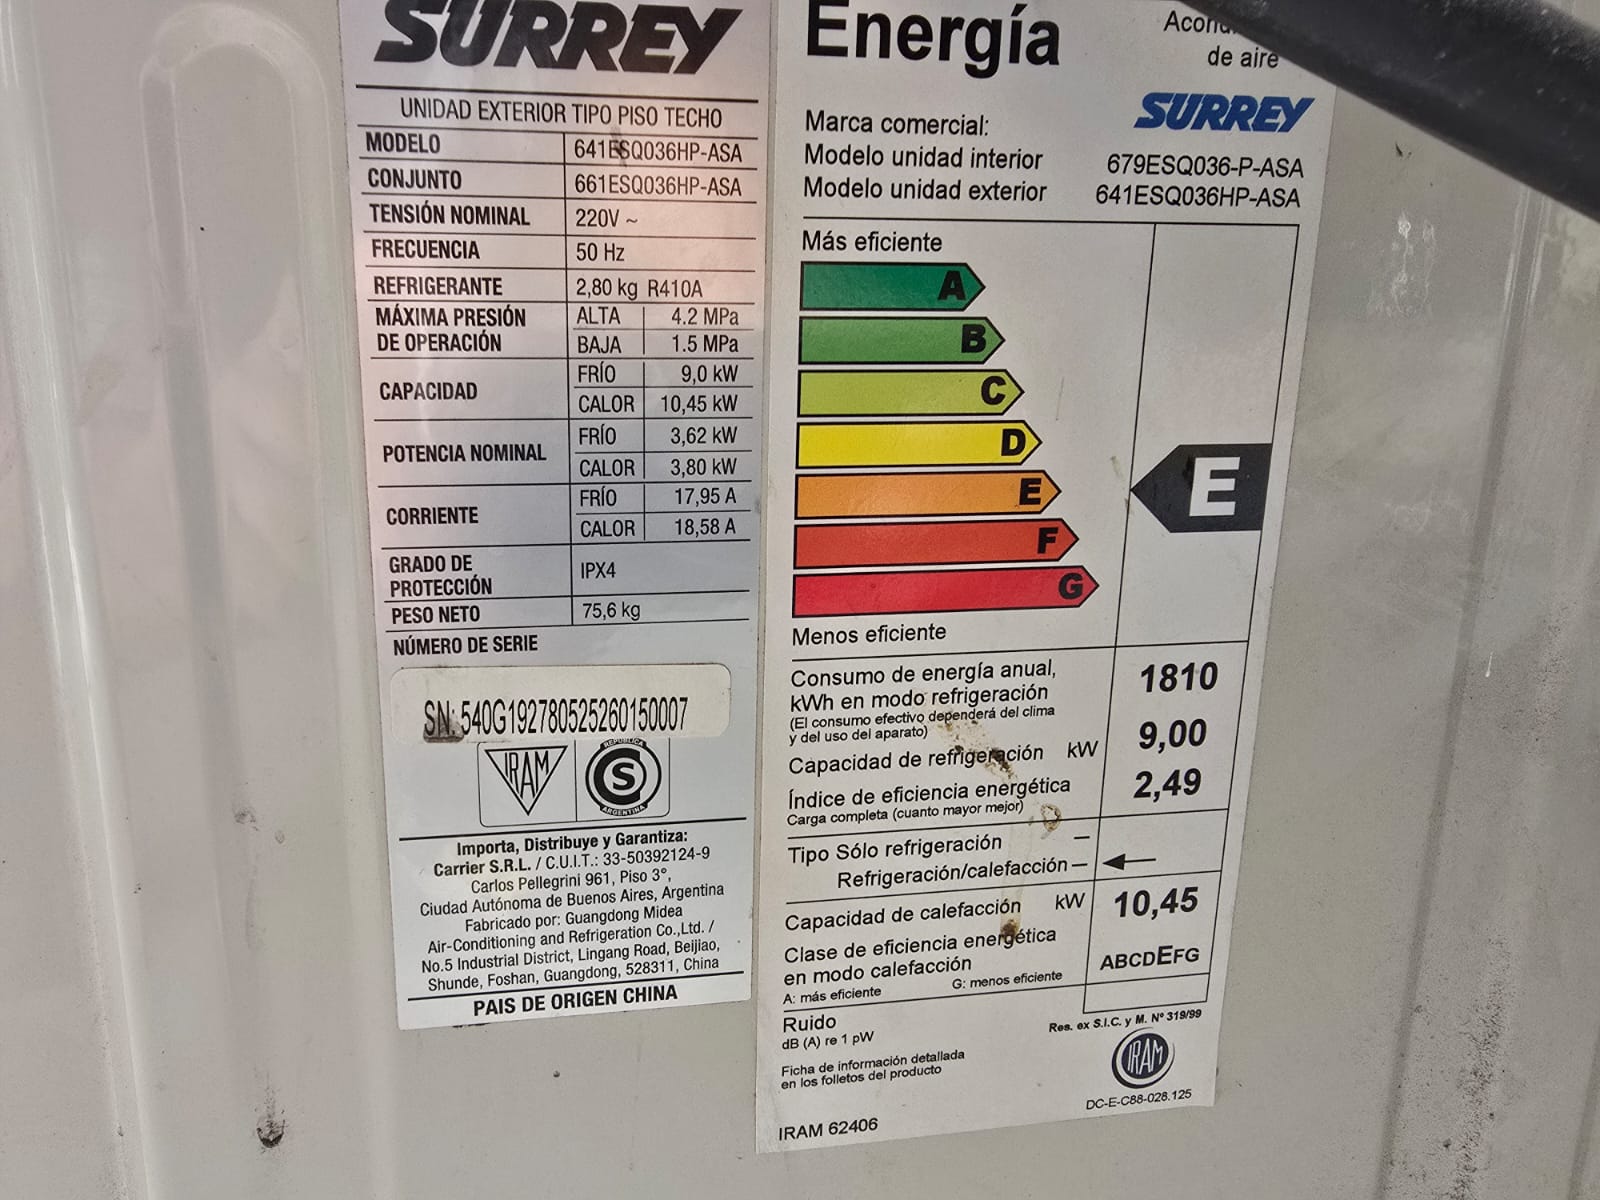 SURREY
UNIDAD EXTERIOR TIPO PISO TECHO
MODELO 641ESQ036HP-ASA
CONJUNTO 661ESQ036HP-ASA
TENSIÓN NOMINAL 220V ~
FRECUENCIA 50 Hz
REFRIGERANTE 2,80 kg R410A
MÁXIMA PRESIÓN DE OPERACIÓN ALTA 4.2 MPa
BAJA 1.5 MPa
CAPACIDAD FRÍO 9,0 kW
CALOR 10,45 kW
POTENCIA NOMINAL FRÍO 3,62 kW
CALOR 3,80 kW
CORRIENTE FRÍO 17,95 A
CALOR 18,58 A
GRADO DE PROTECCIÓN IPX4
PESO NETO 75,6 kg
NÚMERO DE SERIE
SN: 540G192780525260150007
IRAM
REPUBLICA
S
ARGENTINA
Importa, Distribuye y Garantiza:
Carrier S.R.L. / C.U.I.T.: 33-50392124-9
Carlos Pellegrini 961, Piso 3°,
Ciudad Autónoma de Buenos Aires, Argentina
Fabricado por: Guangdong Midea
Air-Conditioning and Refrigeration Co.,Ltd. /
No.5 Industrial District, Lingang Road, Beijiao,
Shunde, Foshan, Guangdong, 528311, China
PAIS DE ORIGEN CHINA
Energía
de aire
SURREY
Marca comercial:
Modelo unidad interior 679ESQ036-P-ASA
Modelo unidad exterior 641ESQ036HP-ASA
Más eficiente
A
B
C
D
E
E
F
G
Menos eficiente
Consumo de energía anual,
kWh en modo refrigeración 1810
(El consumo efectivo dependerá del clima
y del uso del aparato)
Capacidad de refrigeración kW 9,00
Índice de eficiencia energética 2,49
Carga completa (cuanto mayor mejor)
Tipo Sólo refrigeración –
Refrigeración/calefacción –
Capacidad de calefacción kW 10,45
Clase de eficiencia energética
en modo calefacción ABCDEFG
A: más eficiente G: menos eficiente
Ruido
dB (A) re 1 pW
Res. ex S.I.C. y M. Nº 319/99
Ficha de información detallada
en los folletos del producto
IRAM
DC-E-C88-028.125
IRAM 62406